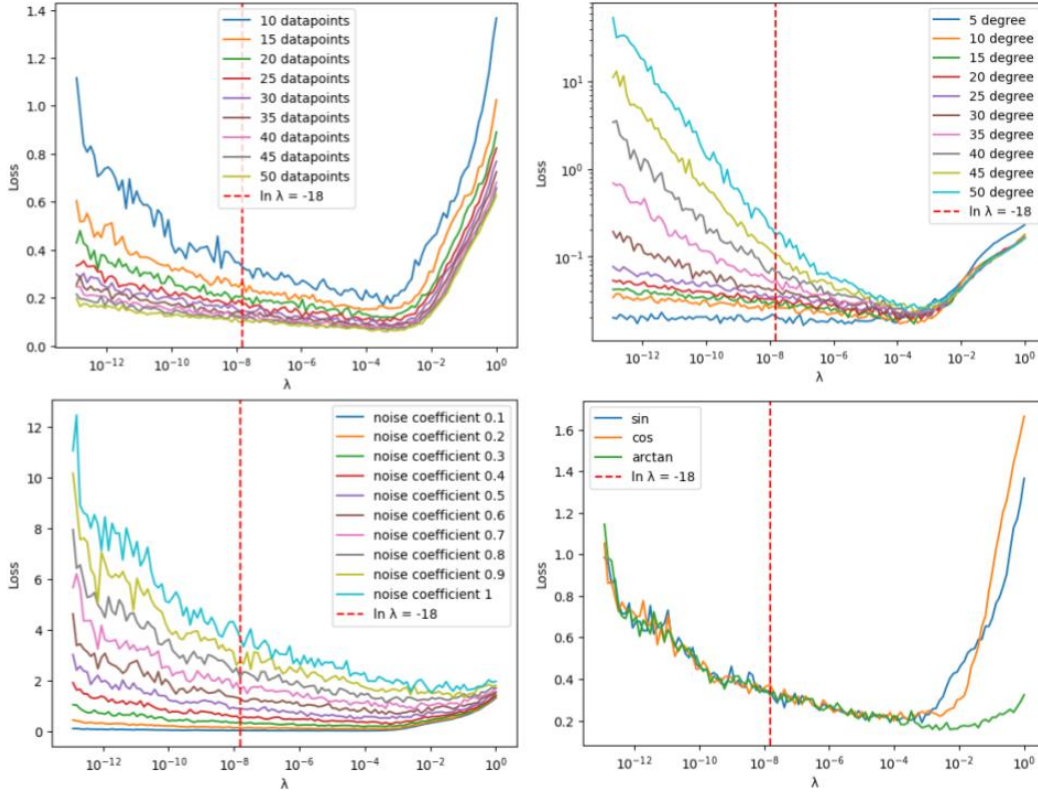 1.4
1.2
1.0
0.8
0.6
0.4
0.2
0.0
Loss
10 datapoints
15 datapoints
20 datapoints
25 datapoints
30 datapoints
35 datapoints
40 datapoints
45 datapoints
50 datapoints
ln λ = -18
10⁻¹² 10⁻¹⁰ 10⁻⁸ 10⁻⁶ 10⁻⁴ 10⁻² 10⁰
λ
10¹
10⁰
10⁻¹
Loss
5 degree
10 degree
15 degree
20 degree
25 degree
30 degree
35 degree
40 degree
45 degree
50 degree
ln λ = -18
10⁻¹² 10⁻¹⁰ 10⁻⁸ 10⁻⁶ 10⁻⁴ 10⁻² 10⁰
λ
12
10
8
6
4
2
0
Loss
noise coefficient 0.1
noise coefficient 0.2
noise coefficient 0.3
noise coefficient 0.4
noise coefficient 0.5
noise coefficient 0.6
noise coefficient 0.7
noise coefficient 0.8
noise coefficient 0.9
noise coefficient 1
ln λ = -18
10⁻¹² 10⁻¹⁰ 10⁻⁸ 10⁻⁶ 10⁻⁴ 10⁻² 10⁰
λ
1.6
1.4
1.2
1.0
0.8
0.6
0.4
0.2
Loss
sin
cos
arctan
ln λ = -18
10⁻¹² 10⁻¹⁰ 10⁻⁸ 10⁻⁶ 10⁻⁴ 10⁻² 10⁰
λ